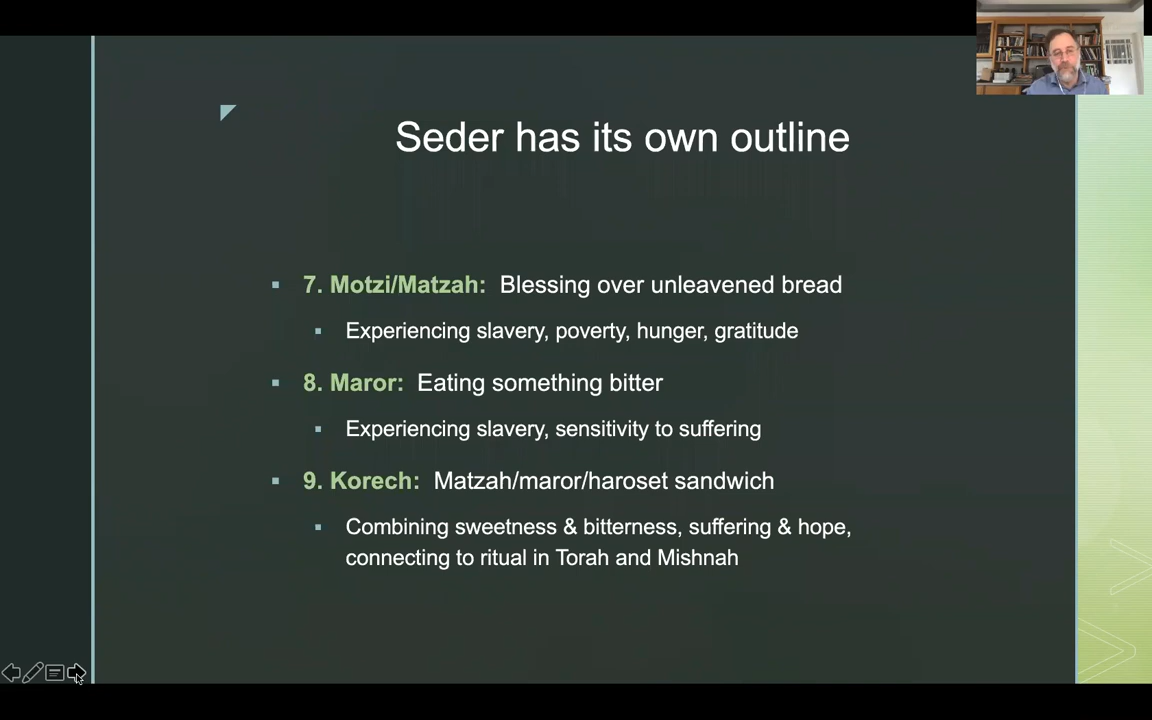 Seder has its own outline
7. Motzi/Matzah: Blessing over unleavened bread
Experiencing slavery, poverty, hunger, gratitude
8. Maror: Eating something bitter
Experiencing slavery, sensitivity to suffering
9. Korech: Matzah/maror/haroset sandwich
Combining sweetness & bitterness, suffering & hope,
connecting to ritual in Torah and Mishnah